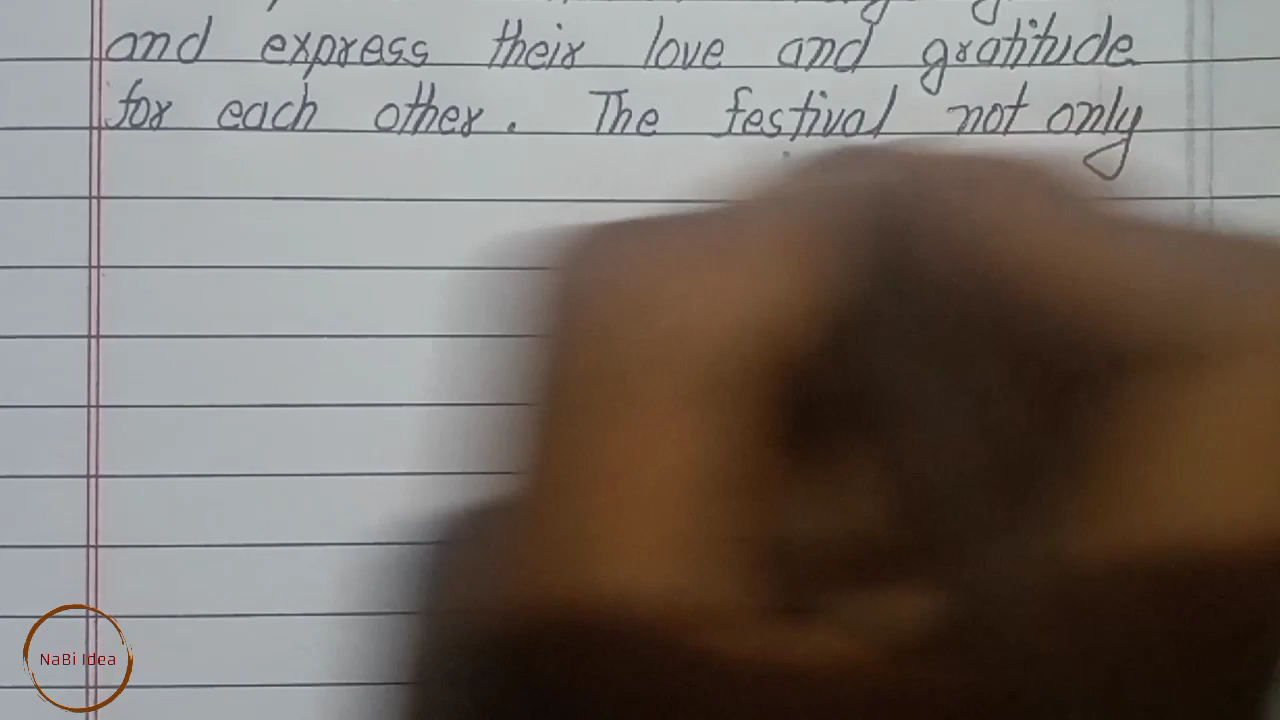 and express their love and gratitude
for each other. The festival not only
NaBi Idea